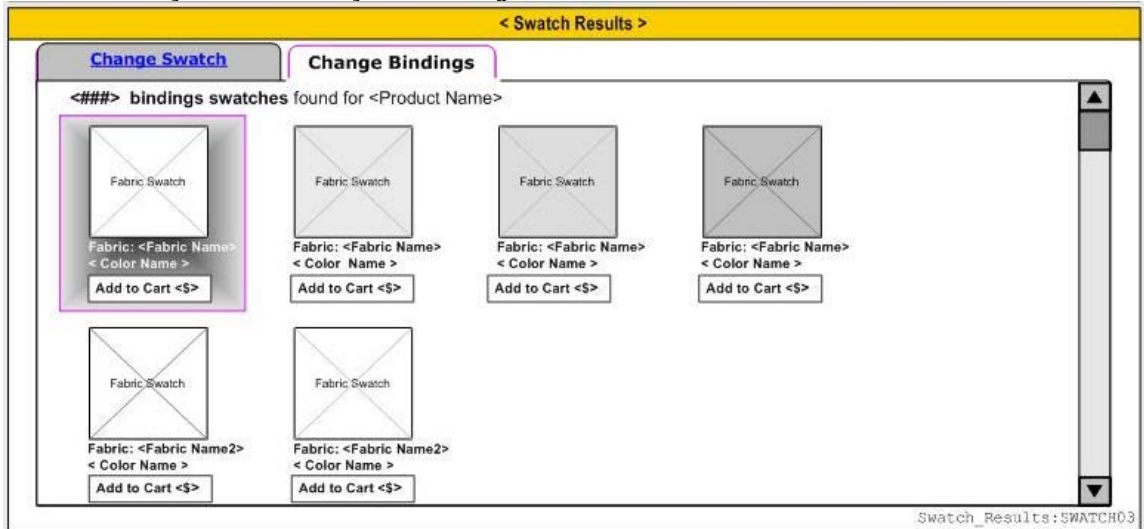 < Swatch Results >
Change Swatch
Change Bindings
<###> bindings swatches found for <Product Name>
Fabric Swatch
Fabric: <Fabric Name>
< Color Name >
Add to Cart <$>
Fabric Swatch
Fabric: <Fabric Name>
< Color Name >
Add to Cart <$>
Fabric Swatch
Fabric: <Fabric Name>
< Color Name >
Add to Cart <$>
Fabric Swatch
Fabric: <Fabric Name>
< Color Name >
Add to Cart <$>
Fabric Swatch
Fabric: <Fabric Name2>
< Color Name >
Add to Cart <$>
Fabric Swatch
Fabric: <Fabric Name2>
< Color Name >
Add to Cart <$>
Swatch_Results:SWATCH03